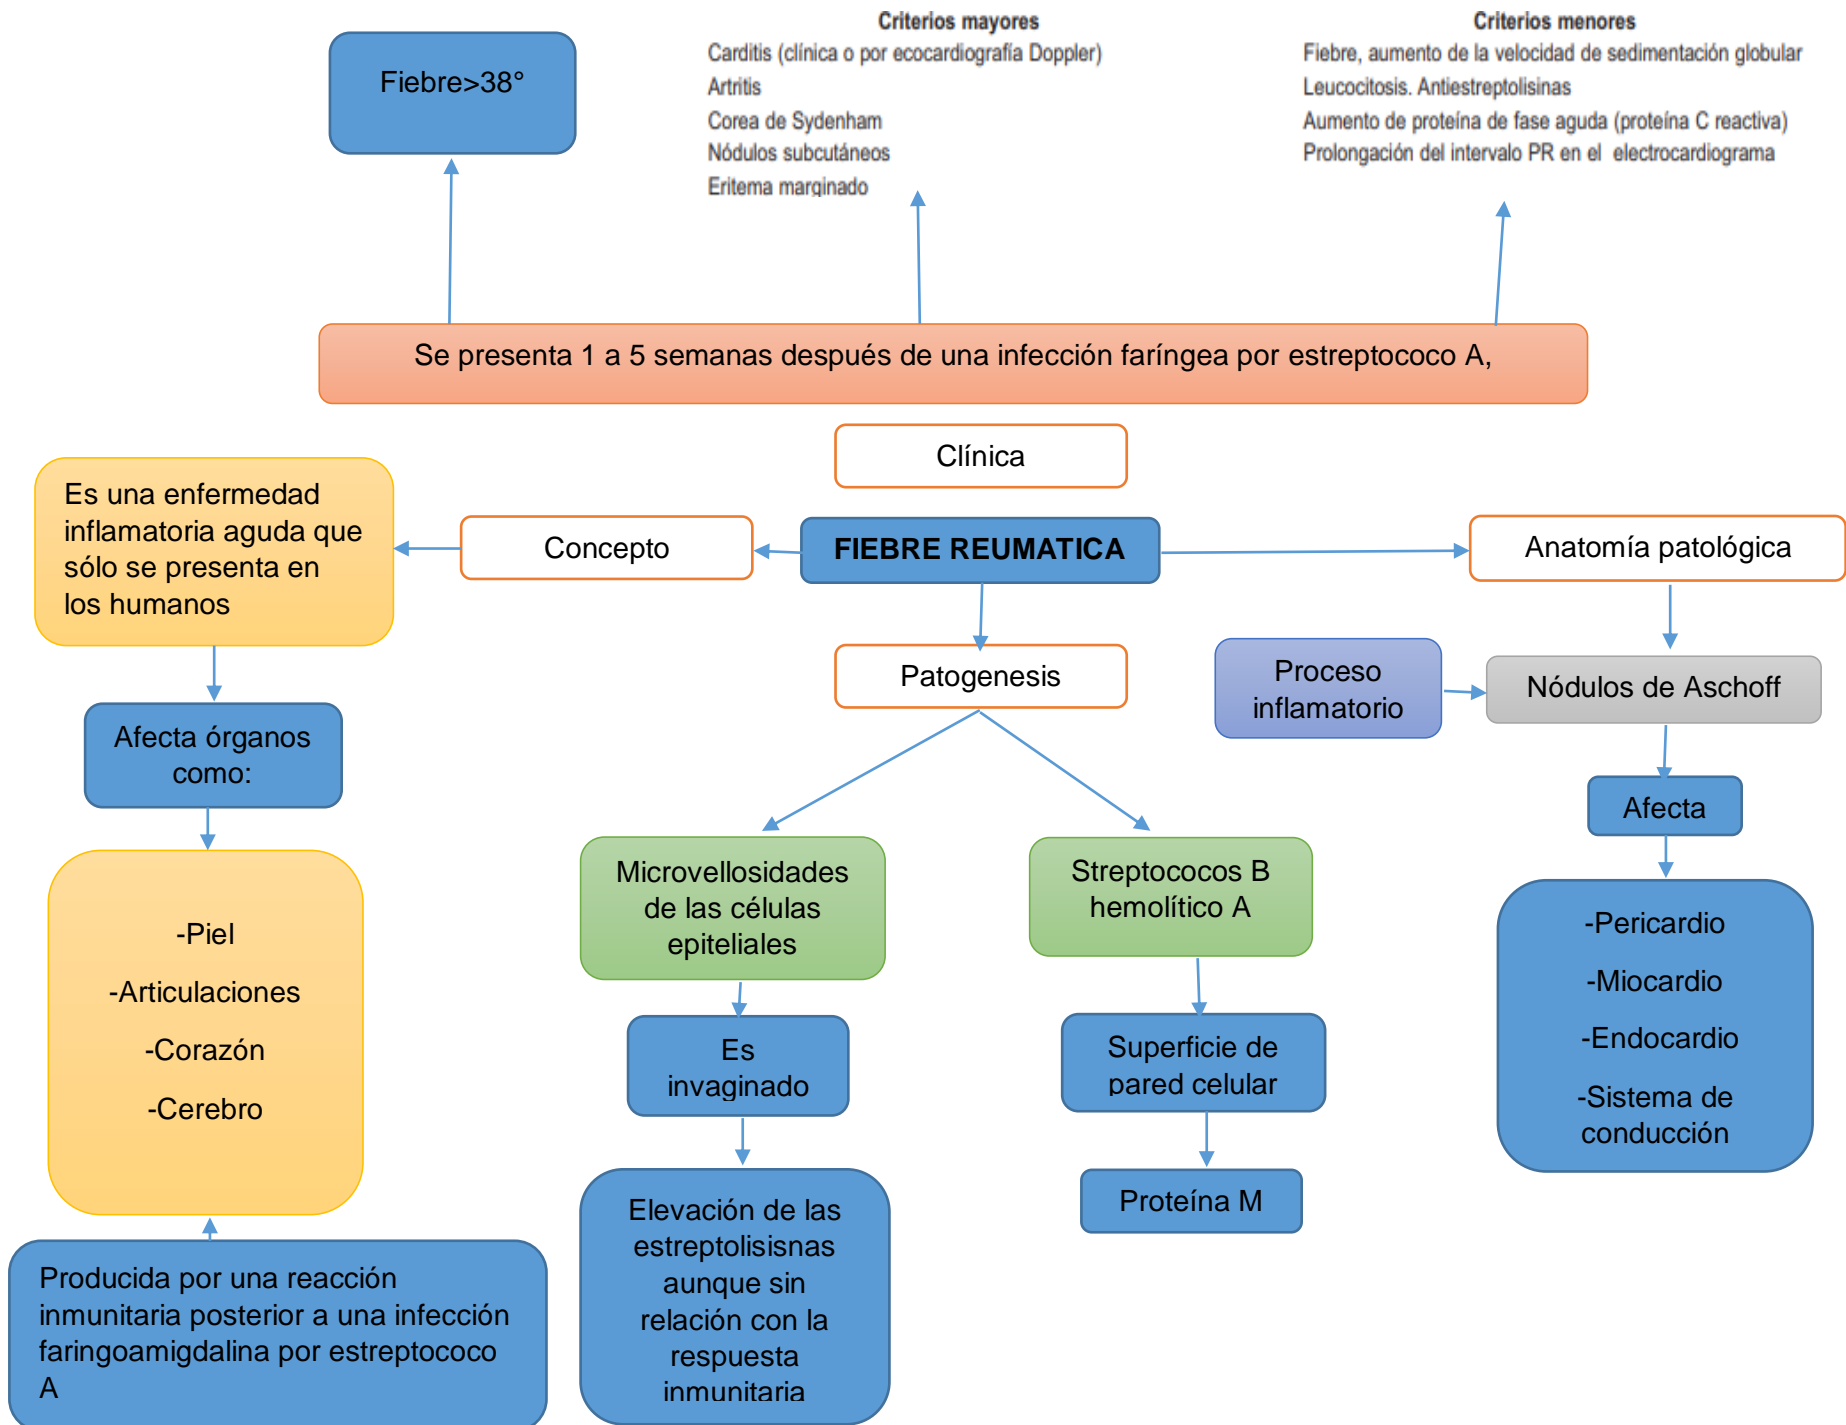 Fiebre>38°
Criterios mayores
Carditis (clínica o por ecocardiografía Doppler)
Artritis
Corea de Sydenham
Nódulos subcutáneos
Eritema marginado
Criterios menores
Fiebre, aumento de la velocidad de sedimentación globular
Leucocitosis. Antiestreptolisinas
Aumento de proteína de fase aguda (proteína C reactiva)
Prolongación del intervalo PR en el electrocardiograma
Se presenta 1 a 5 semanas después de una infección faríngea por estreptococo A,
Clínica
Es una enfermedad
inflamatoria aguda que
sólo se presenta en
los humanos
Concepto
FIEBRE REUMATICA
Anatomía patológica
Afecta órganos
como:
-Piel
-Articulaciones
-Corazón
-Cerebro
Producida por una reacción
inmunitaria posterior a una infección
faringoamigdalina por estreptococo
A
Patogenesis
Microvellosidades
de las células
epiteliales
Es
invaginado
Elevación de las
estreptolisisnas
aunque sin
relación con la
respuesta
inmunitaria
Streptococos B
hemolítico A
Superficie de
pared celular
Proteína M
Proceso
inflamatorio
Nódulos de Aschoff
Afecta
-Pericardio
-Miocardio
-Endocardio
-Sistema de
conducción